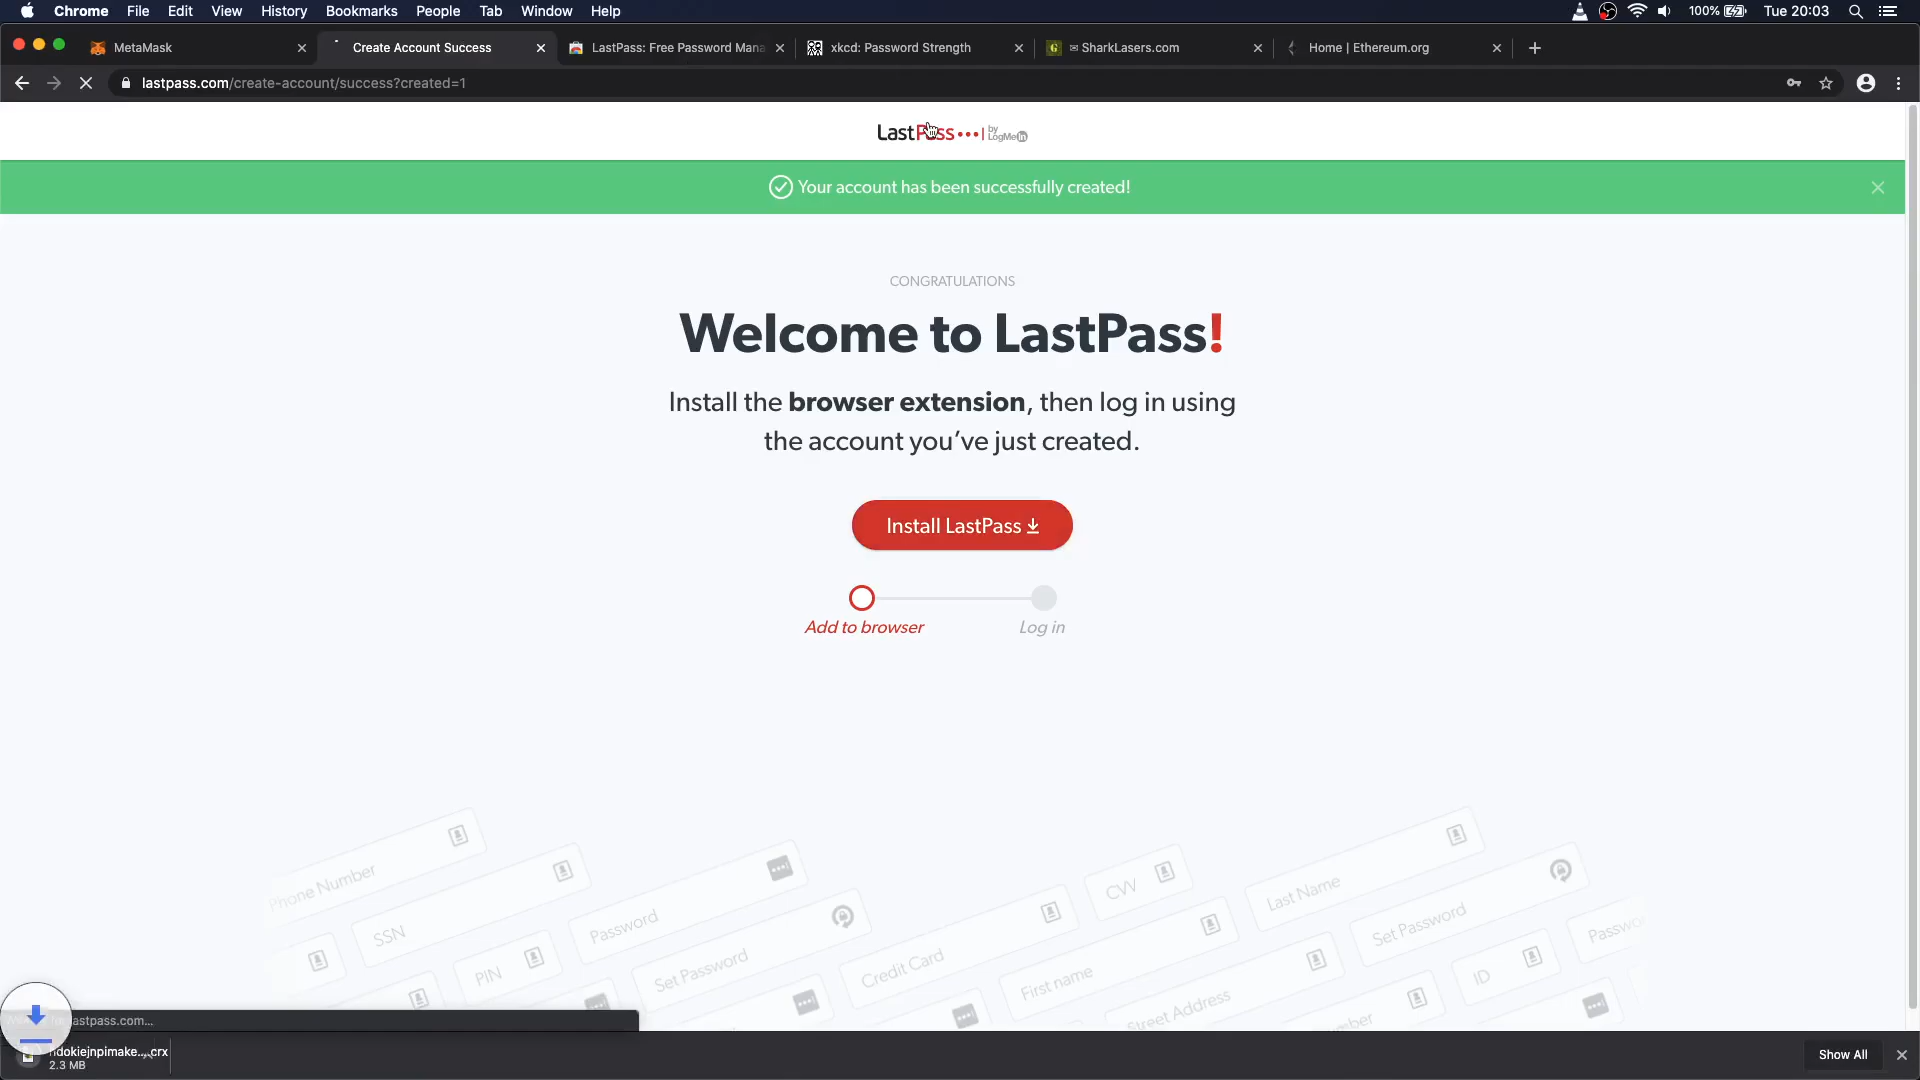 Chrome File Edit View History Bookmarks People Tab Window Help 100% Tue 20:03
MetaMask Create Account Success LastPass: Free Password Mana xkcd: Password Strength SharkLasers.com Home | Ethereum.org
lastpass.com/create-account/success?created=1
LastPass by LogMeIn
Your account has been successfully created!
CONGRATULATIONS
Welcome to LastPass!
Install the browser extension, then log in using
the account you've just created.
Install LastPass
Add to browser Log in
Phone Number
SSN
Password
CVV
Last Name
PIN
Set Password
Credit Card
First name
Set Password
Street Address
ID
astpass.com...
dokiejnpimake....crx
2.3 MB
Show All